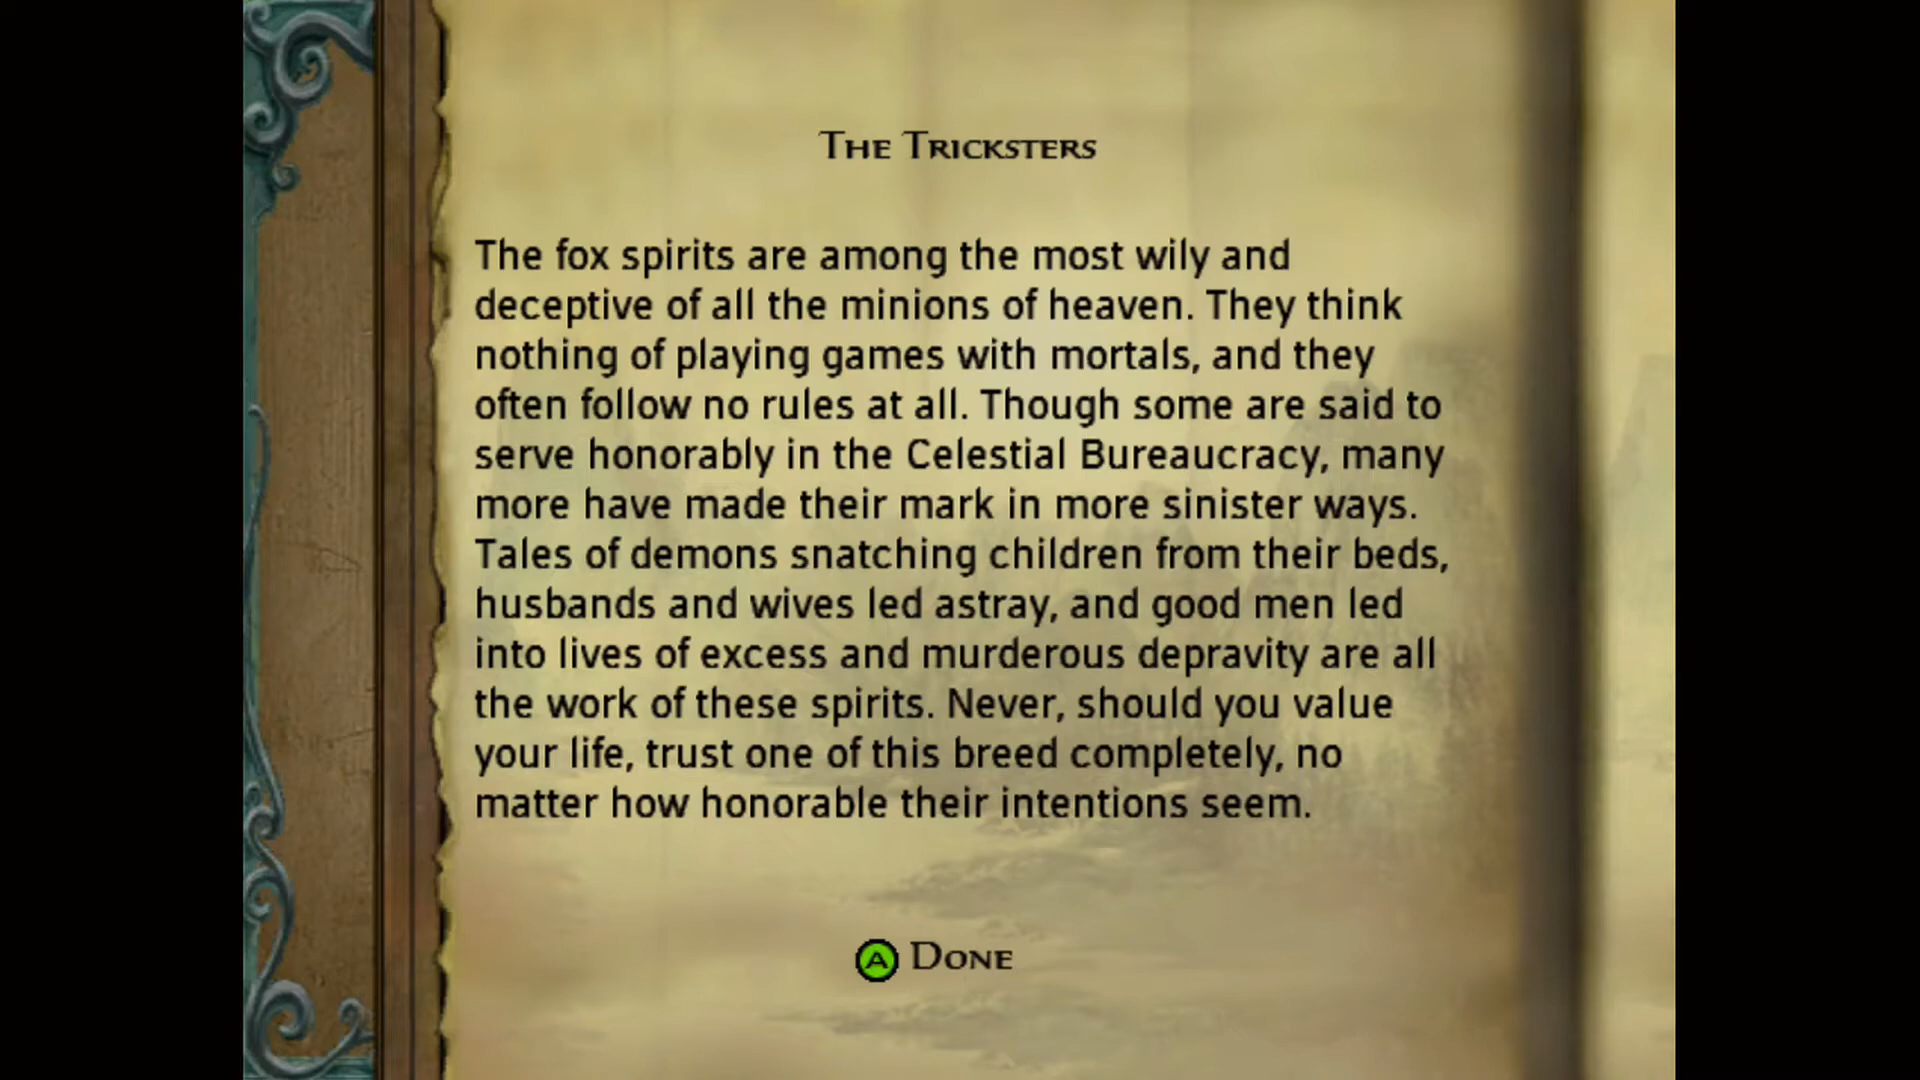 The Tricksters
The fox spirits are among the most wily and
deceptive of all the minions of heaven. They think
nothing of playing games with mortals, and they
often follow no rules at all. Though some are said to
serve honorably in the Celestial Bureaucracy, many
more have made their mark in more sinister ways.
Tales of demons snatching children from their beds,
husbands and wives led astray, and good men led
into lives of excess and murderous depravity are all
the work of these spirits. Never, should you value
your life, trust one of this breed completely, no
matter how honorable their intentions seem.
A Done